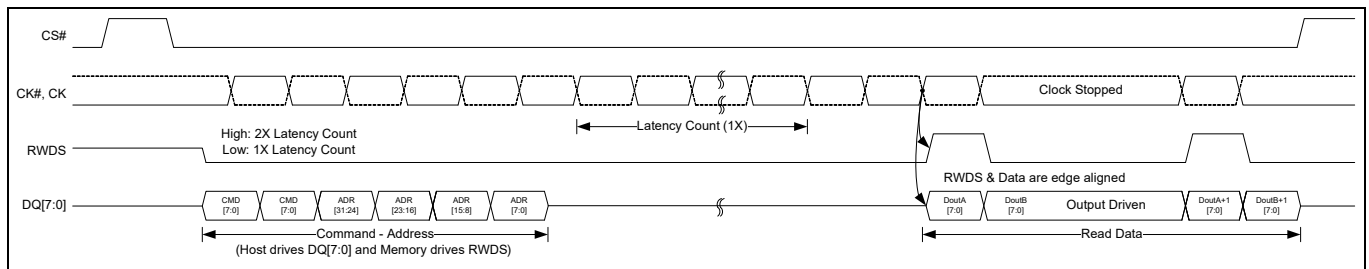 CS#
CK#, CK
Clock Stopped
Latency Count (1X)
High: 2X Latency Count
Low: 1X Latency Count
RWDS
RWDS & Data are edge aligned
DQ[7:0]
CMD
[7:0]
CMD
[7:0]
ADR
[31:24]
ADR
[23:16]
ADR
[15:8]
ADR
[7:0]
DoutA
[7:0]
DoutB
[7:0]
Output Driven
DoutA+1
[7:0]
DoutB+1
[7:0]
Command - Address
Read Data
(Host drives DQ[7:0] and Memory drives RWDS)